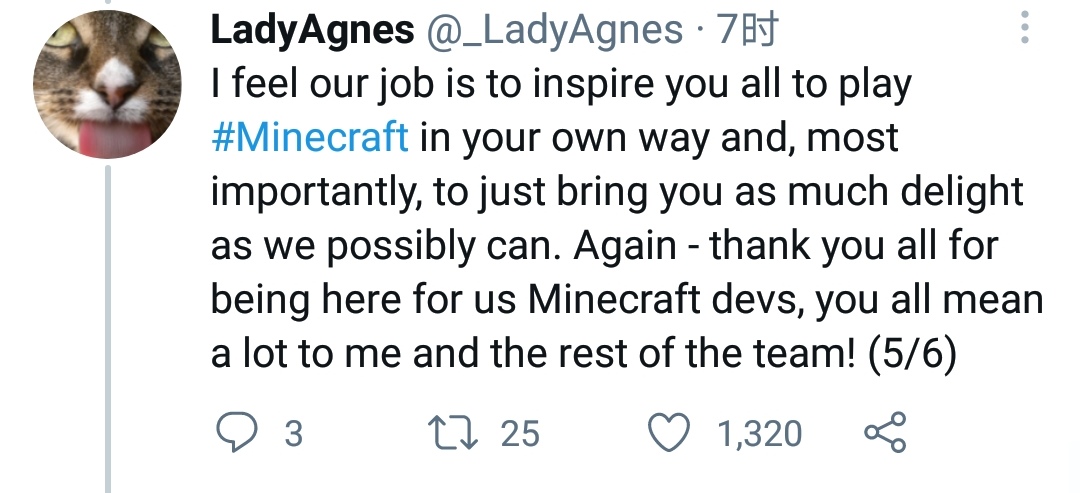 LadyAgnes @_LadyAgnes · 7时
I feel our job is to inspire you all to play
#Minecraft in your own way and, most
importantly, to just bring you as much delight
as we possibly can. Again - thank you all for
being here for us Minecraft devs, you all mean
a lot to me and the rest of the team! (5/6)
3 25 1,320